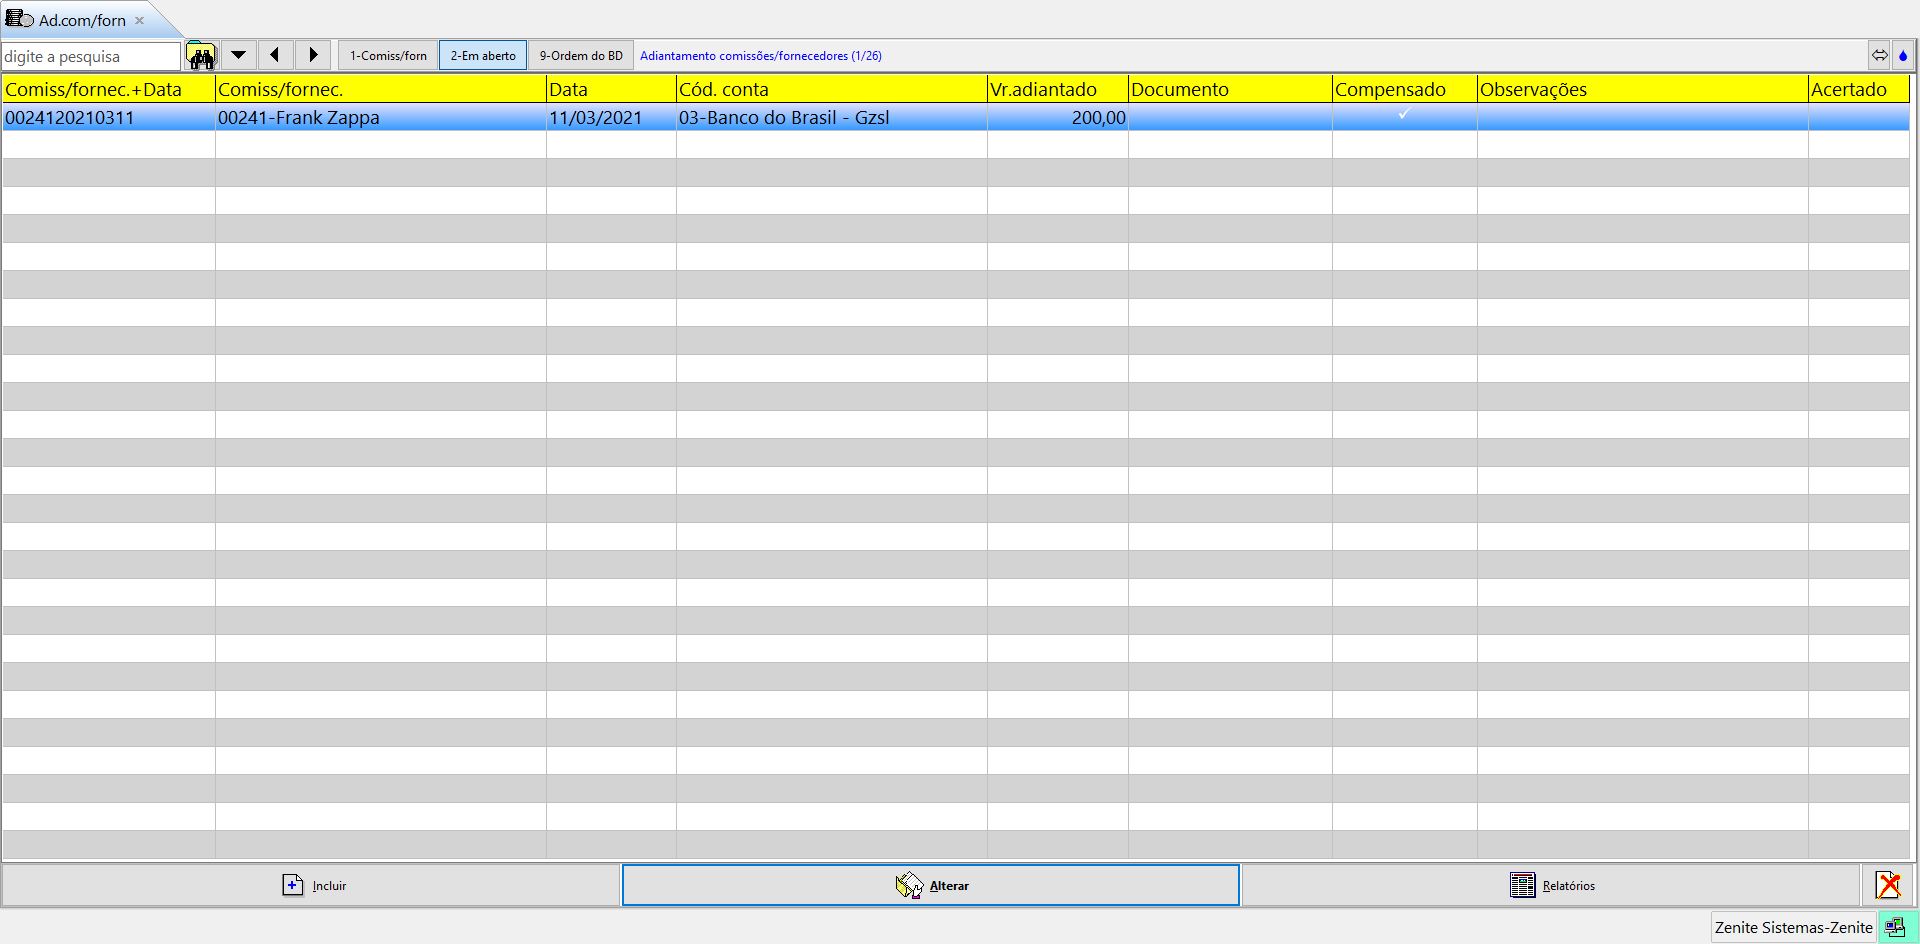 Ad.com/forn
digite a pesquisa 1-Comiss/forn 2-Em aberto 9-Ordem do BD Adiantamento comissões/fornecedores (1/26)
Comiss/fornec.+Data Comiss/fornec. Data Cód. conta Vr.adiantado Documento Compensado Observações Acertado
0024120210311 00241-Frank Zappa 11/03/2021 03-Banco do Brasil - Gzsl 200,00
Incluir Alterar Relatórios
Zenite Sistemas-Zenite